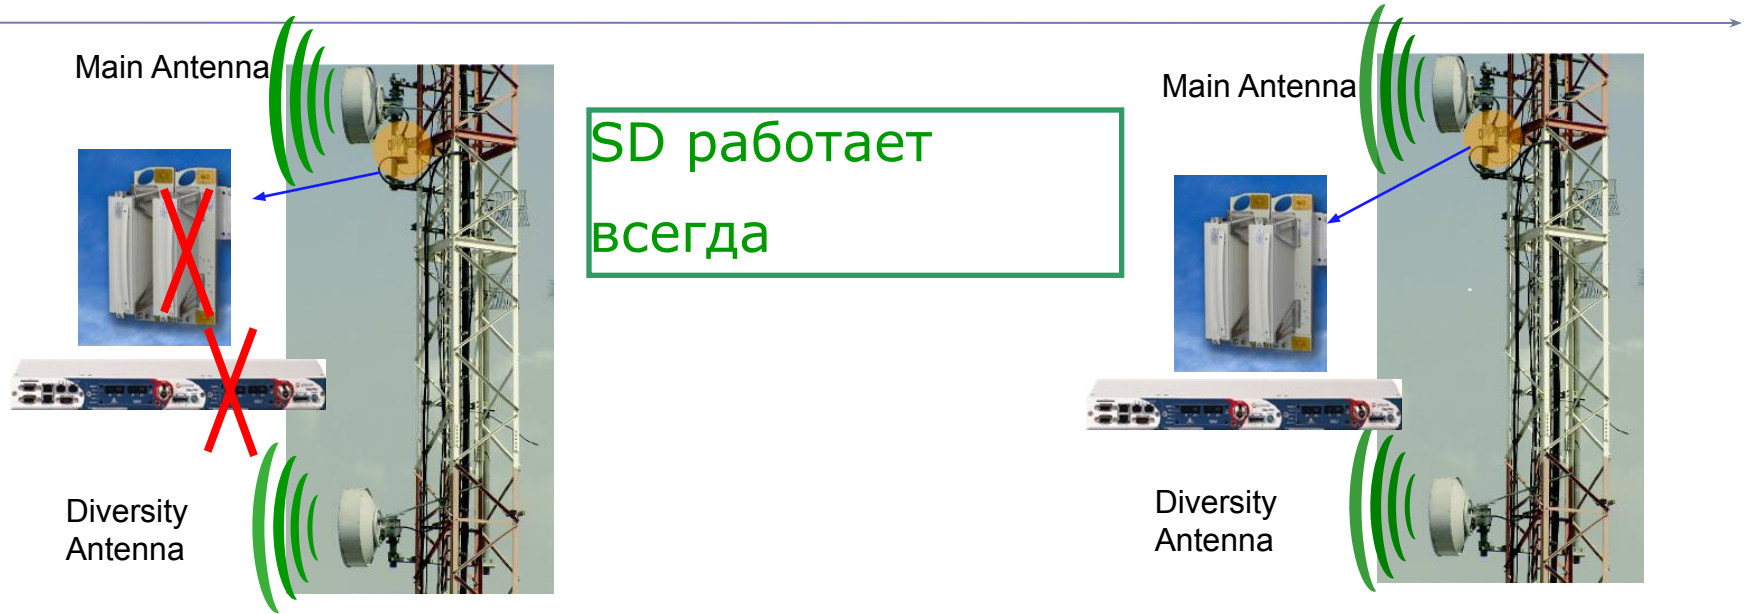 Main Antenna
SD работает
всегда
Diversity
Antenna
Main Antenna
Diversity
Antenna